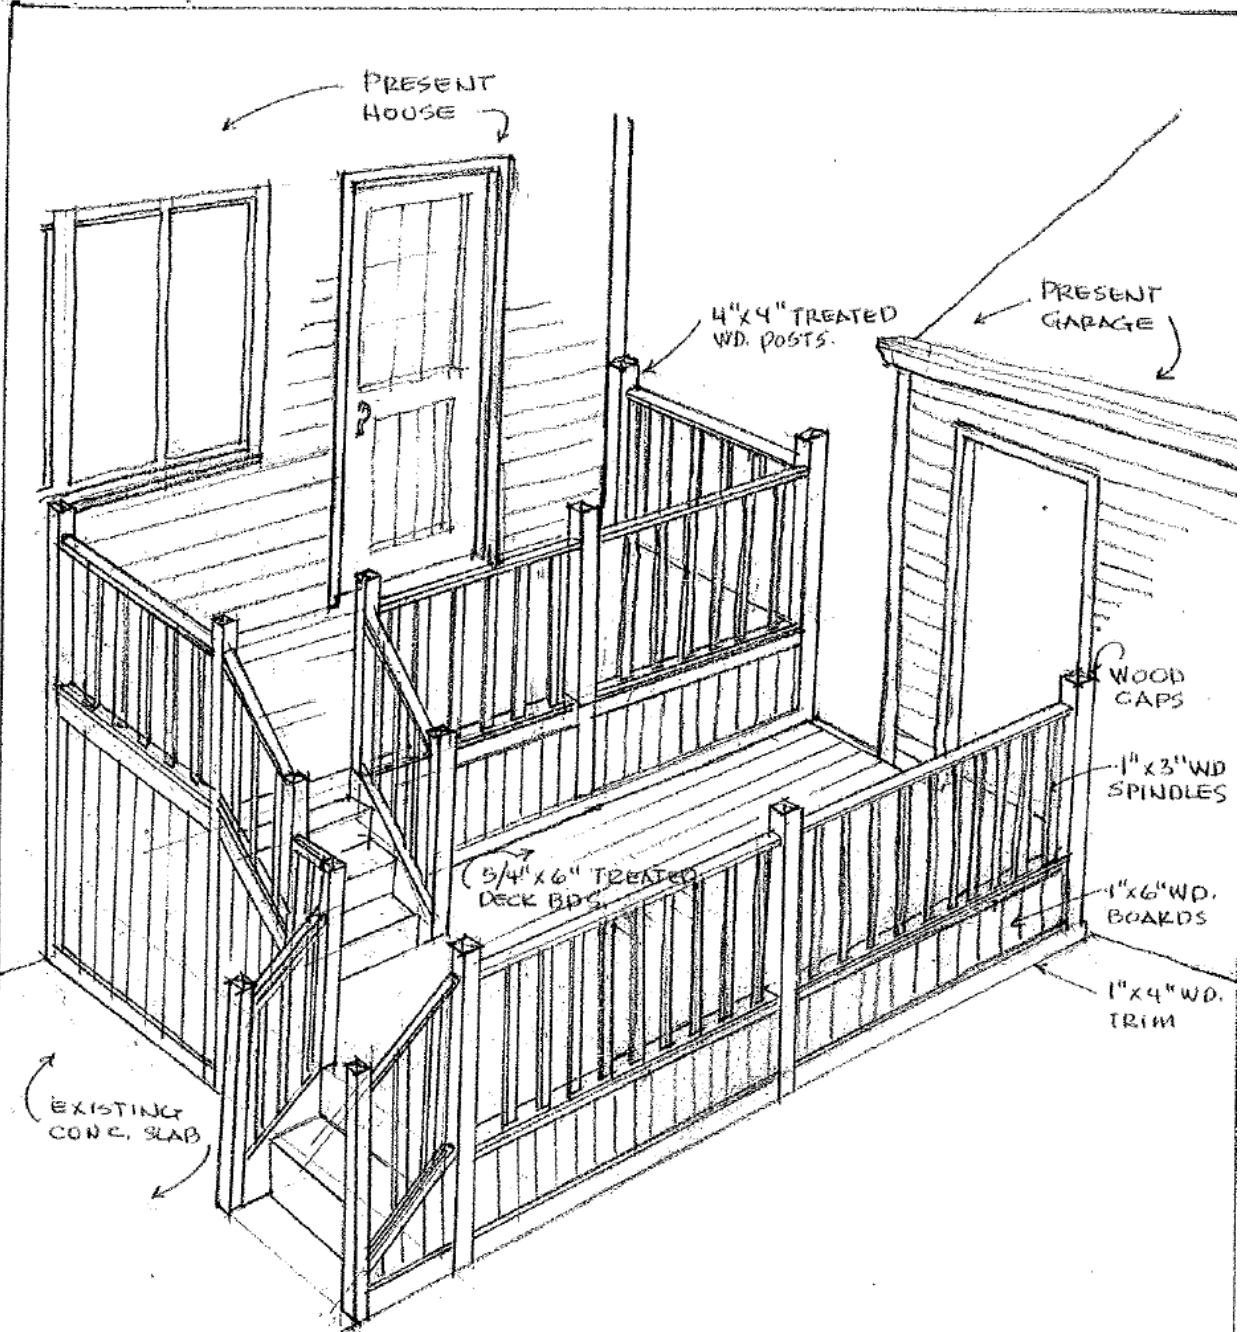 PRESENT
HOUSE
PRESENT
GARAGE
4"x4" TREATED
WD. POSTS.
WOOD
CAPS
1"x3" WD
SPINDLES
5/4"x6" TREATED
DECK BDS.
1"x6" WD.
BOARDS
1"x4" WD.
TRIM
EXISTING
CONC. SLAB